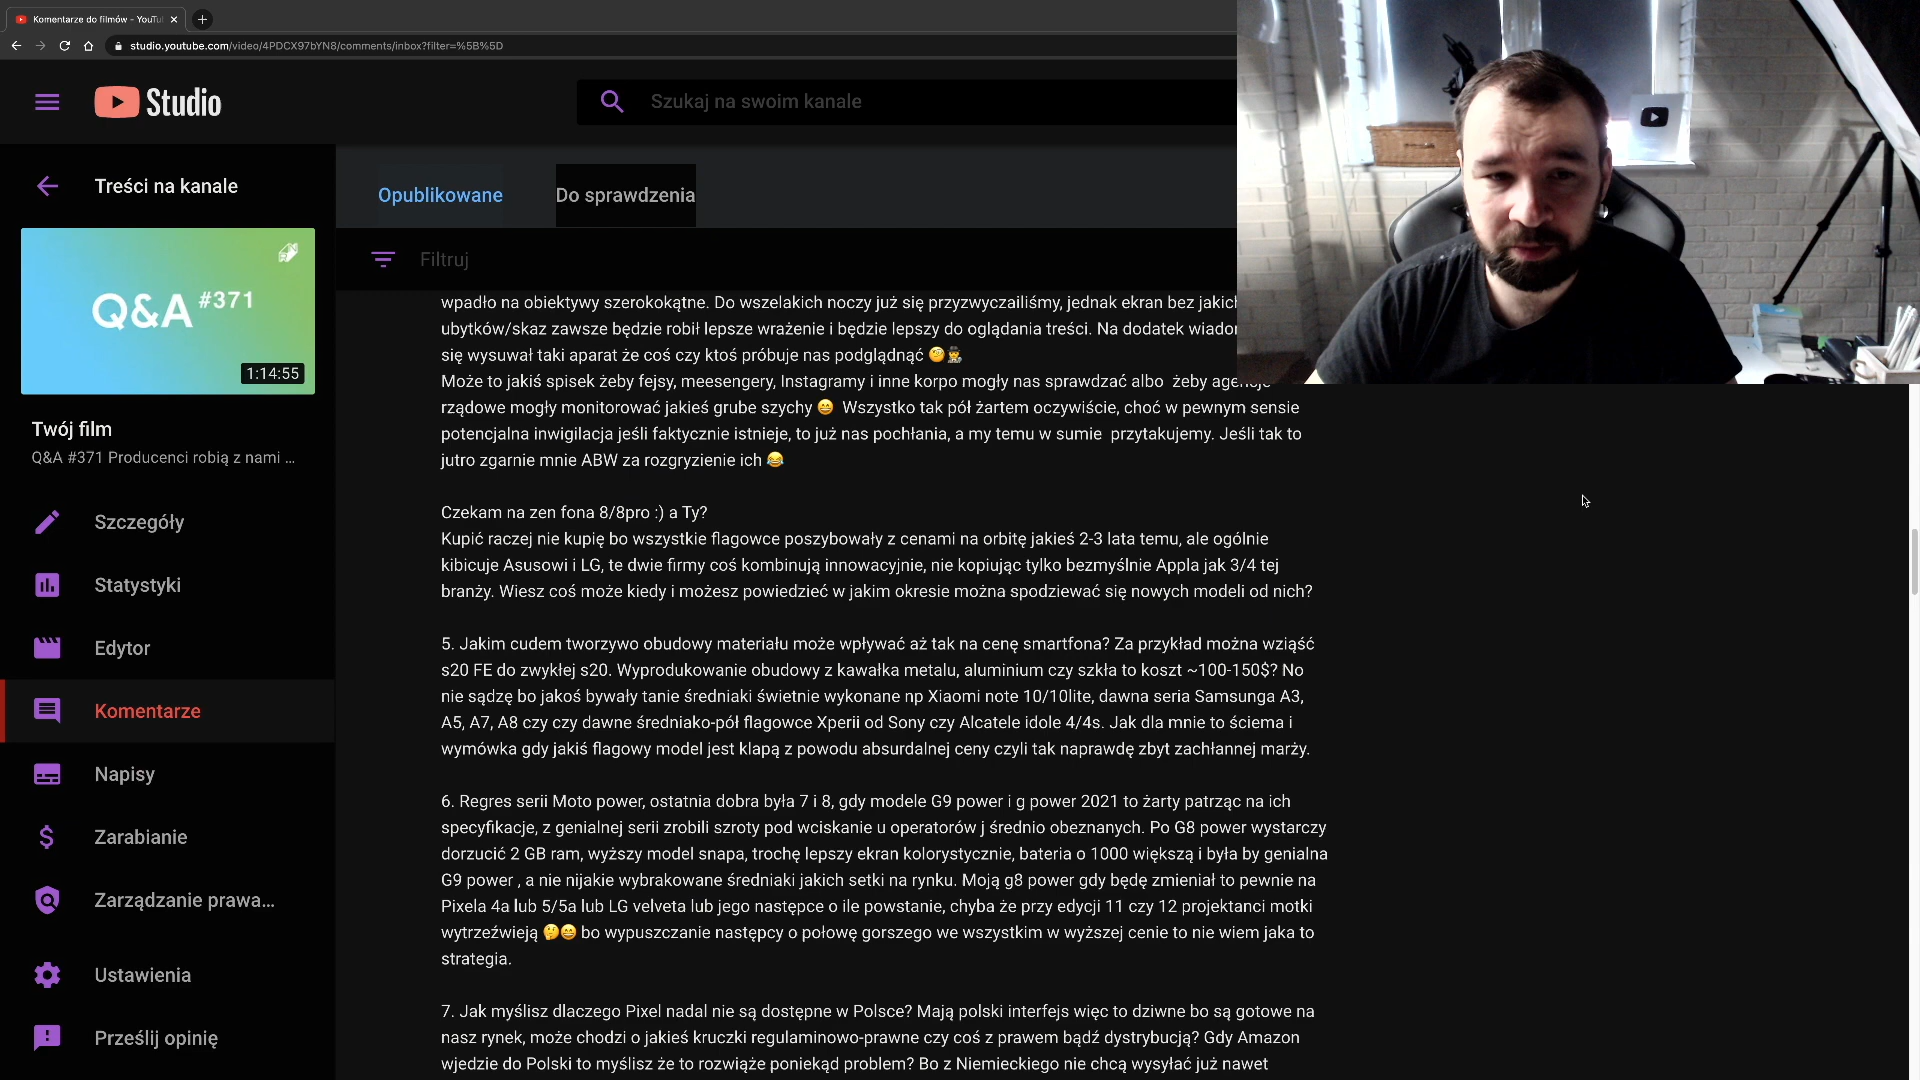 Komentarze do filmów - YouTu
studio.youtube.com/video/4PDCX97bYN8/comments/inbox?filter=%5B%5D
Studio
Szukaj na swoim kanale
Treści na kanale
Opublikowane
Do sprawdzenia
Filtruj
Q&A #371
1:14:55
Twój film
Q&A #371 Producenci robią z nami ...
Szczegóły
Statystyki
Edytor
Komentarze
Napisy
Zarabianie
Zarządzanie prawa...
Ustawienia
Prześlij opinię
wpadło na obiektywy szerokokątne. Do wszelakich noczy już się przyzwyczailiśmy, jednak ekran bez jakich
ubytków/skaz zawsze będzie robił lepsze wrażenie i będzie lepszy do oglądania treści. Na dodatek wiado
się wysuwał taki aparat że coś czy ktoś próbuje nas podglądnąć 🧐🕵
Może to jakiś spisek żeby fejsy, meesengery, Instagramy i inne korpo mogły nas sprawdzać albo żeby agencje
rządowe mogły monitorować jakieś grube szychy 😄 Wszystko tak pół żartem oczywiście, choć w pewnym sensie
potencjalna inwigilacja jeśli faktycznie istnieje, to już nas pochłania, a my temu w sumie przytakujemy. Jeśli tak to
jutro zgarnie mnie ABW za rozgryzienie ich 😂
Czekam na zen fona 8/8pro :) a Ty?
Kupić raczej nie kupię bo wszystkie flagowce poszybowały z cenami na orbitę jakieś 2-3 lata temu, ale ogólnie
kibicuje Asusowi i LG, te dwie firmy coś kombinują innowacyjnie, nie kopiując tylko bezmyślnie Appla jak 3/4 tej
branży. Wiesz coś może kiedy i możesz powiedzieć w jakim okresie można spodziewać się nowych modeli od nich?
5. Jakim cudem tworzywo obudowy materiału może wpływać aż tak na cenę smartfona? Za przykład można wziąść
s20 FE do zwykłej s20. Wyprodukowanie obudowy z kawałka metalu, aluminium czy szkła to koszt ~100-150$? No
nie sądzę bo jakoś bywały tanie średniaki świetnie wykonane np Xiaomi note 10/10lite, dawna seria Samsunga A3,
A5, A7, A8 czy czy dawne średniako-pół flagowce Xperii od Sony czy Alcatele idole 4/4s. Jak dla mnie to ściema i
wymówka gdy jakiś flagowy model jest klapą z powodu absurdalnej ceny czyli tak naprawdę zbyt zachłannej marży.
6. Regres serii Moto power, ostatnia dobra była 7 i 8, gdy modele G9 power i g power 2021 to żarty patrząc na ich
specyfikacje, z genialnej serii zrobili szroty pod wciskanie u operatorów j średnio obeznanych. Po G8 power wystarczy
dorzucić 2 GB ram, wyższy model snapa, trochę lepszy ekran kolorystycznie, bateria o 1000 większą i była by genialna
G9 power , a nie nijakie wybrakowane średniaki jakich setki na rynku. Moją g8 power gdy będę zmieniał to pewnie na
Pixela 4a lub 5/5a lub LG velveta lub jego następce o ile powstanie, chyba że przy edycji 11 czy 12 projektanci motki
wytrzeźwieją 🤔😄 bo wypuszczanie następcy o połowę gorszego we wszystkim w wyższej cenie to nie wiem jaka to
strategia.
7. Jak myślisz dlaczego Pixel nadal nie są dostępne w Polsce? Mają polski interfejs więc to dziwne bo są gotowe na
nasz rynek, może chodzi o jakieś kruczki regulaminowo-prawne czy coś z prawem bądź dystrybucją? Gdy Amazon
wjedzie do Polski to myślisz że to rozwiąże poniekąd problem? Bo z Niemieckiego nie chcą wysyłać już nawet